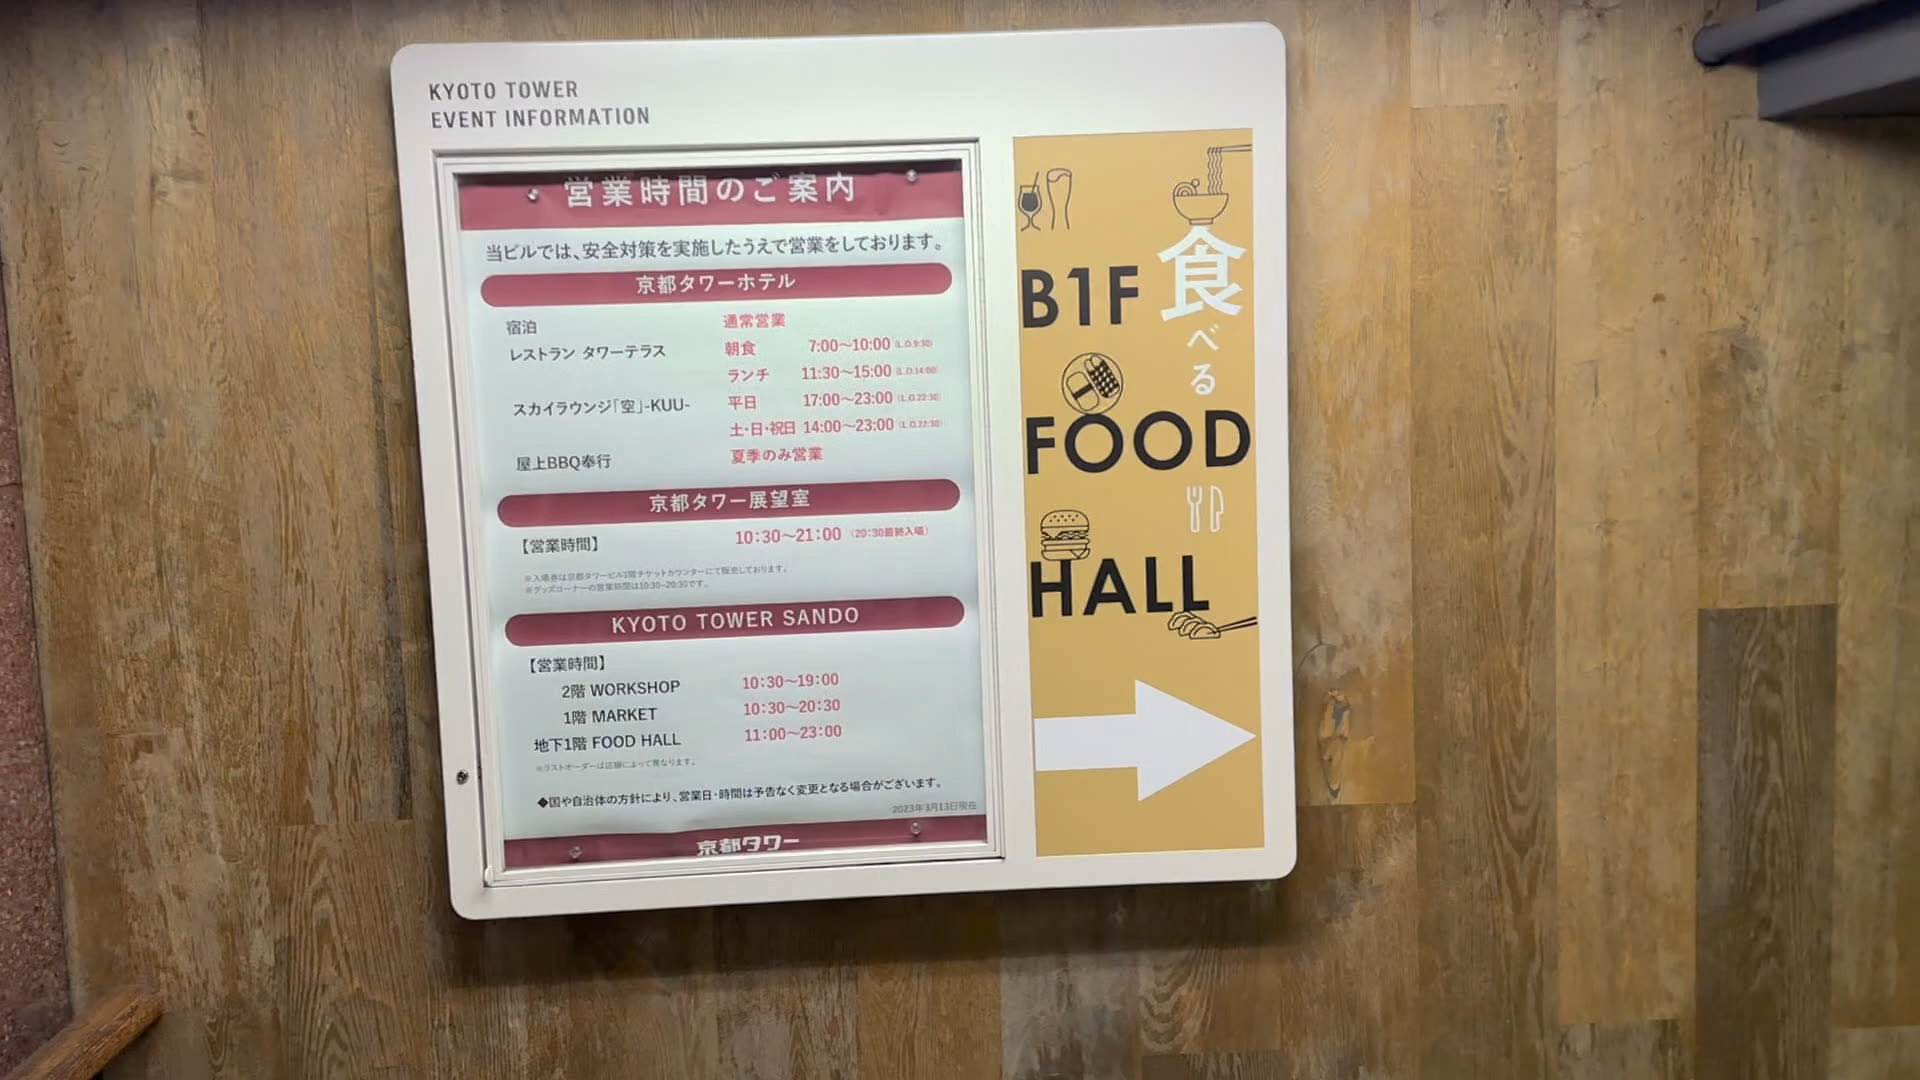 KYOTO TOWER
EVENT INFORMATION
営業時間のご案内
当ビルでは、安全対策を実施したうえで営業をしております。
京都タワーホテル
宿泊 通常営業
レストラン タワーテラス 朝食 7:00〜10:00 (L.O.9:30)
ランチ 11:30〜15:00 (L.O.14:00)
スカイラウンジ「空」-KUU- 平日 17:00〜23:00 (L.O.22:30)
土・日・祝日 14:00〜23:00 (L.O.22:30)
屋上BBQ奉行 夏季のみ営業
京都タワー展望室
【営業時間】 10:30〜21:00 (20:30最終入場)
※入場券は京都タワービル1階チケットカウンターにて販売しております。
※グッズコーナーの営業時間は10:30~20:30です。
KYOTO TOWER SANDO
【営業時間】
2階 WORKSHOP 10:30〜19:00
1階 MARKET 10:30〜20:30
地下1階 FOOD HALL 11:00〜23:00
※ラストオーダーは店舗によって異なります。
◆国や自治体の方針により、営業日・時間は予告なく変更となる場合がございます。
2023年3月13日現在
京都タワー
食べる
B1F
FOOD
HALL